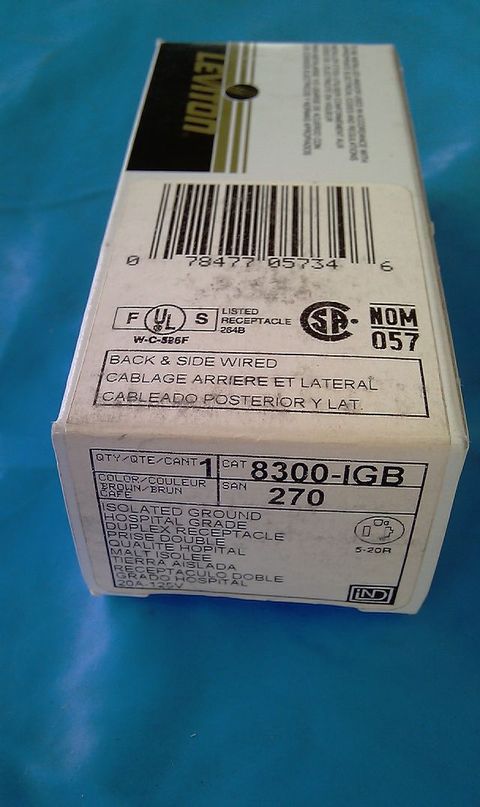 LEVITON
0 78477 05734 6
F UL S
LISTED
RECEPTACLE
264B
W-C-596F
CSA
NOM
057
BACK & SIDE WIRED
CABLAGE ARRIERE ET LATERAL
CABLEADO POSTERIOR Y LAT.
QTY/QTE/CANT 1 CAT 8300-IGB
COLOR/COULEUR SAN 270
BROWN/BRUN
CAFE
ISOLATED GROUND
HOSPITAL GRADE
DUPLEX RECEPTACLE
PRISE DOUBLE
QUALITE HOPITAL
MALT ISOLEE
TIERRA AISLADA
RECEPTACULO DOBLE
GRADO HOSPITAL
20A-125V
5-20R
IND